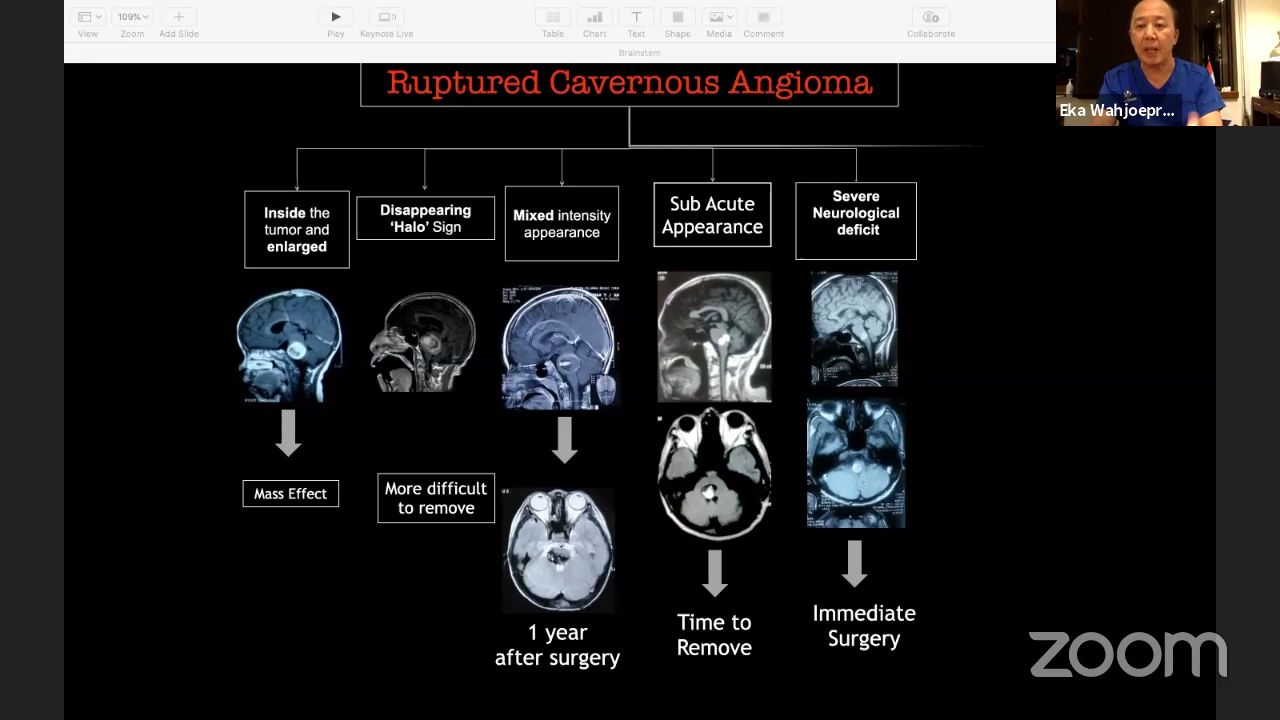 109%
View
Zoom
Add Slide
Play
Keynote Live
Table
Chart
Text
Shape
Media
Comment
Collaborate
Brainstem
Eka Wahjoepr...
Ruptured Cavernous Angioma
Inside the
tumor and
enlarged
Disappearing
‘Halo’ Sign
Mixed intensity
appearance
Sub Acute
Appearance
Severe
Neurological
deficit
Mass Effect
More difficult
to remove
1 year
after surgery
Time to
Remove
Immediate
Surgery
zoom